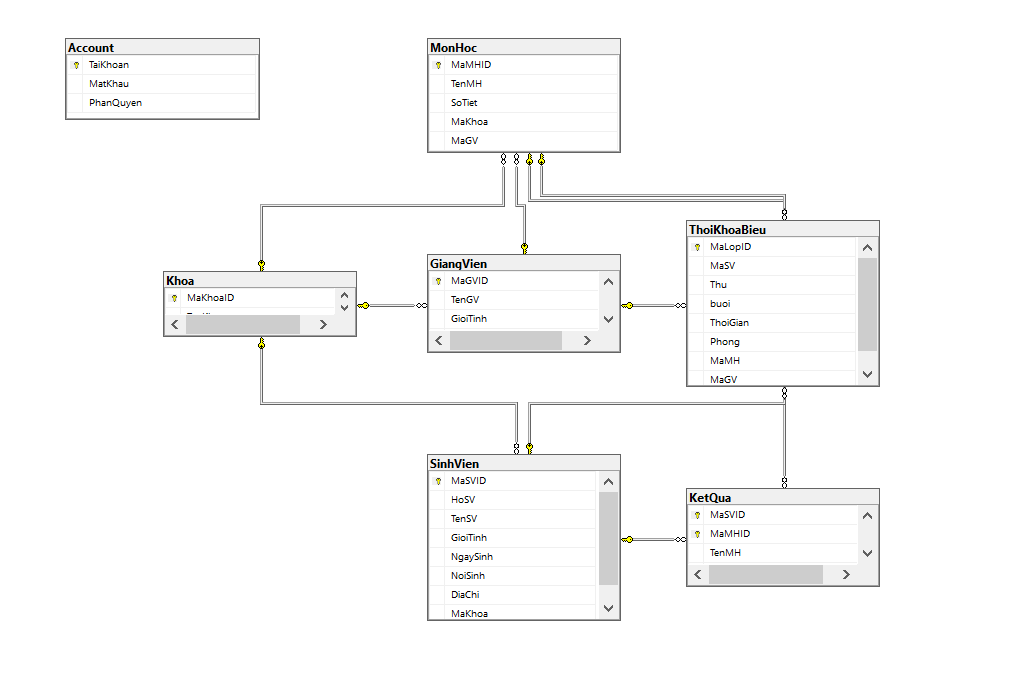 Account
TaiKhoan
MatKhau
PhanQuyen
MonHoc
MaMHID
TenMH
SoTiet
MaKhoa
MaGV
Khoa
MaKhoaID
GiangVien
MaGVID
TenGV
GioiTinh
ThoiKhoaBieu
MaLopID
MaSV
Thu
buoi
ThoiGian
Phong
MaMH
MaGV
SinhVien
MaSVID
HoSV
TenSV
GioiTinh
NgaySinh
NoiSinh
DiaChi
MaKhoa
KetQua
MaSVID
MaMHID
TenMH